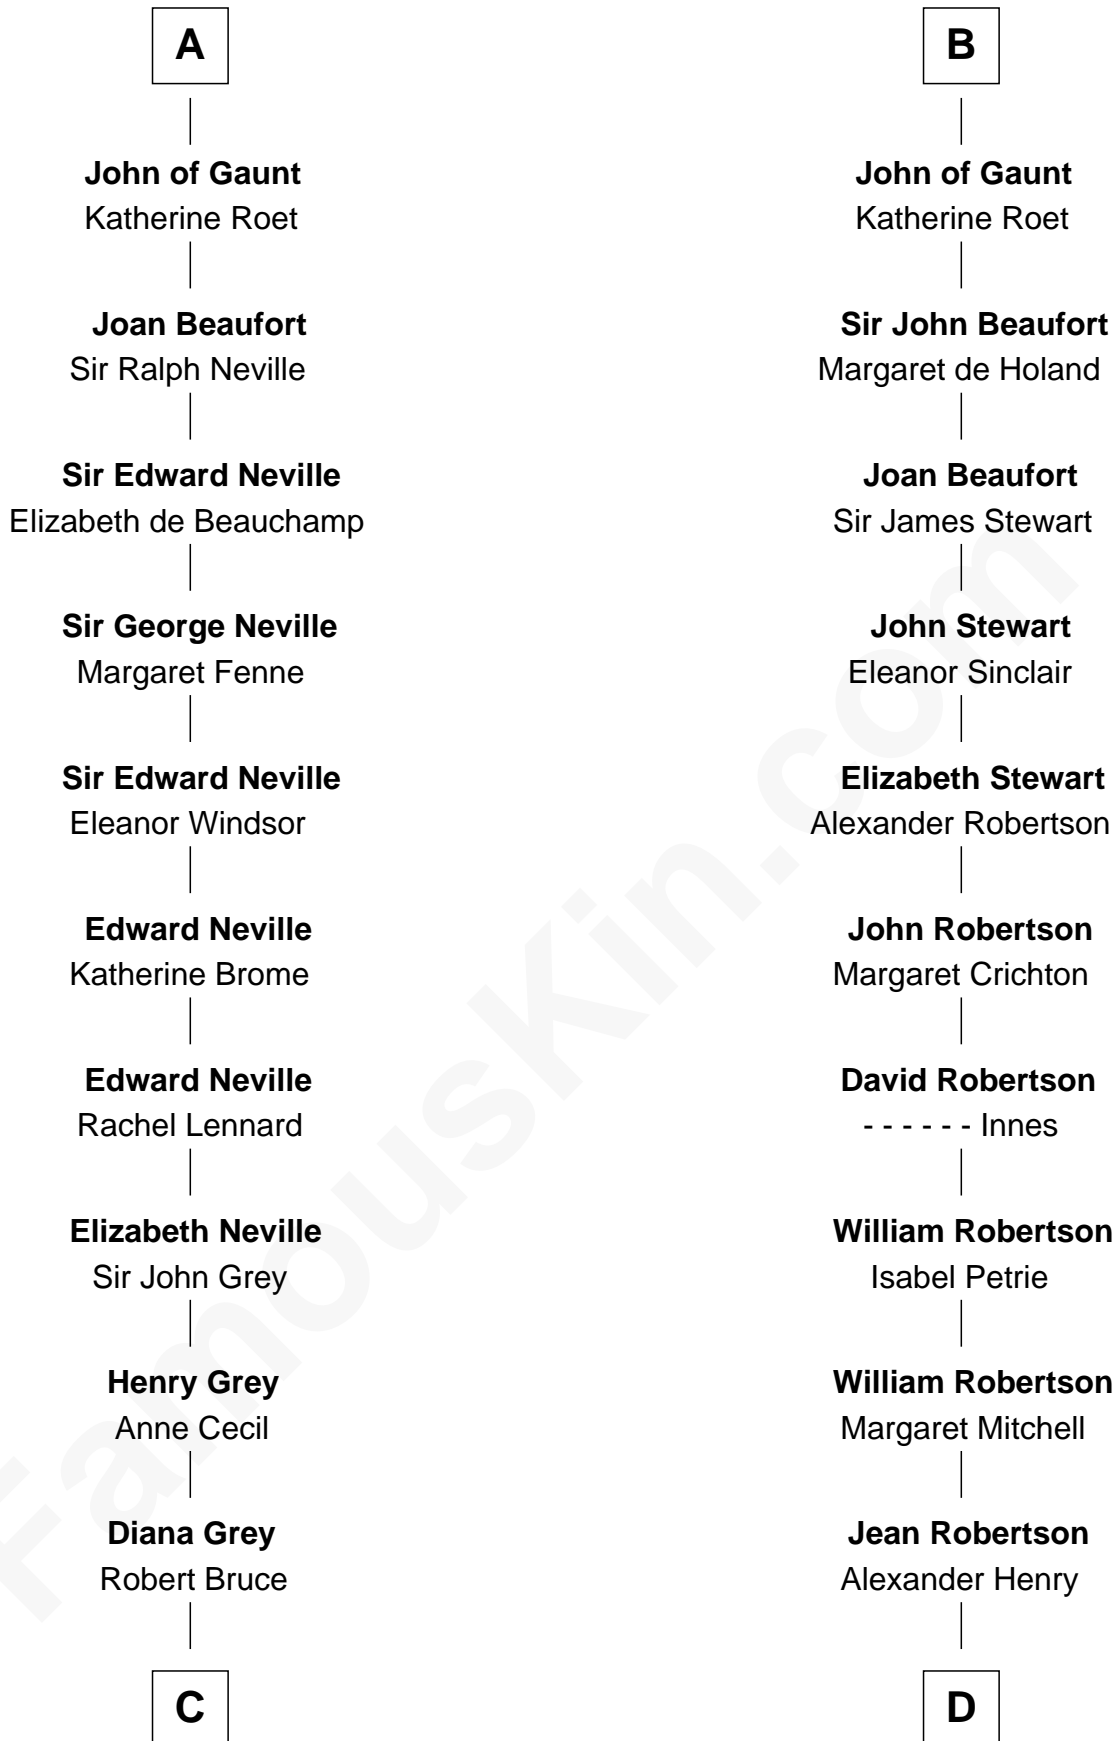 A
John of Gaunt
Katherine Roet
Joan Beaufort
Sir Ralph Neville
Sir Edward Neville
Elizabeth de Beauchamp
Sir George Neville
Margaret Fenne
Sir Edward Neville
Eleanor Windsor
Edward Neville
Katherine Brome
Edward Neville
Rachel Lennard
Elizabeth Neville
Sir John Grey
Henry Grey
Anne Cecil
Diana Grey
Robert Bruce
C
B
John of Gaunt
Katherine Roet
Sir John Beaufort
Margaret de Holand
Joan Beaufort
Sir James Stewart
John Stewart
Eleanor Sinclair
Elizabeth Stewart
Alexander Robertson
John Robertson
Margaret Crichton
David Robertson
- - - - - - Innes
William Robertson
Isabel Petrie
William Robertson
Margaret Mitchell
Jean Robertson
Alexander Henry
D
FamousKin.com